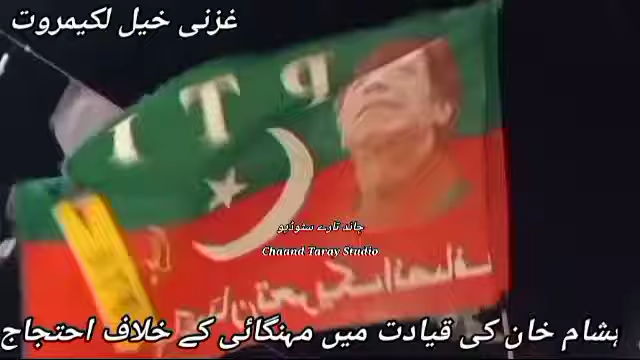 غزنی خیل لکیمروت
PTI
چاند تارے سٹوڈیو
Chaand Taray Studio
ہشام خان کی قیادت میں مہنگائی کے خلاف احتجاج